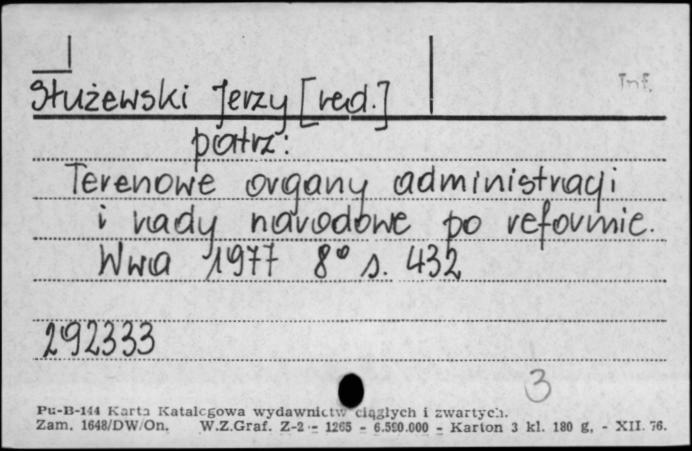 Służewski Jerzy [red.]
Inf.
patrz:
Terenowe organy administracji
i rady narodowe po reformie.
Wwa 1977 8° s. 432
292333
3
Pu-B-144 Karta Katalogowa wydawnictw ciągłych i zwartych.
Zam. 1648/DW/On. W.Z.Graf. Z-2 - 1265 - 6.590.000 - Karton 3 kl. 180 g, - XII. 76.